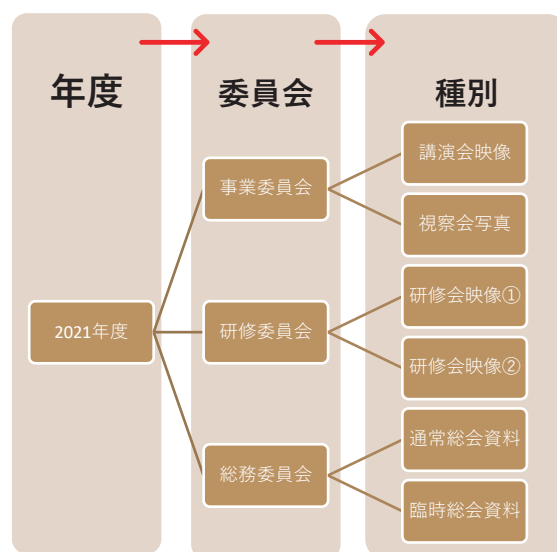 年度
委員会
種別
2021年度
事業委員会
研修委員会
総務委員会
講演会映像
視察会写真
研修会映像①
研修会映像②
通常総会資料
臨時総会資料